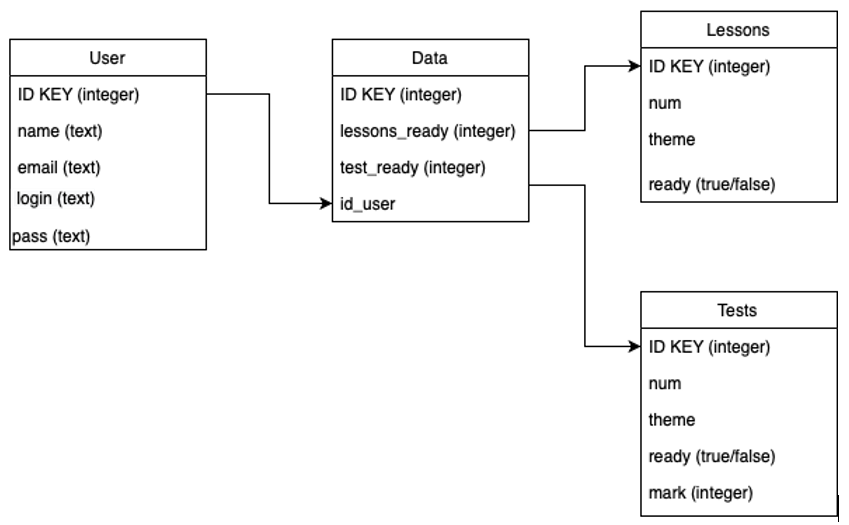 User
ID KEY (integer)
name (text)
email (text)
login (text)
pass (text)
Data
ID KEY (integer)
lessons_ready (integer)
test_ready (integer)
id_user
Lessons
ID KEY (integer)
num
theme
ready (true/false)
Tests
ID KEY (integer)
num
theme
ready (true/false)
mark (integer)